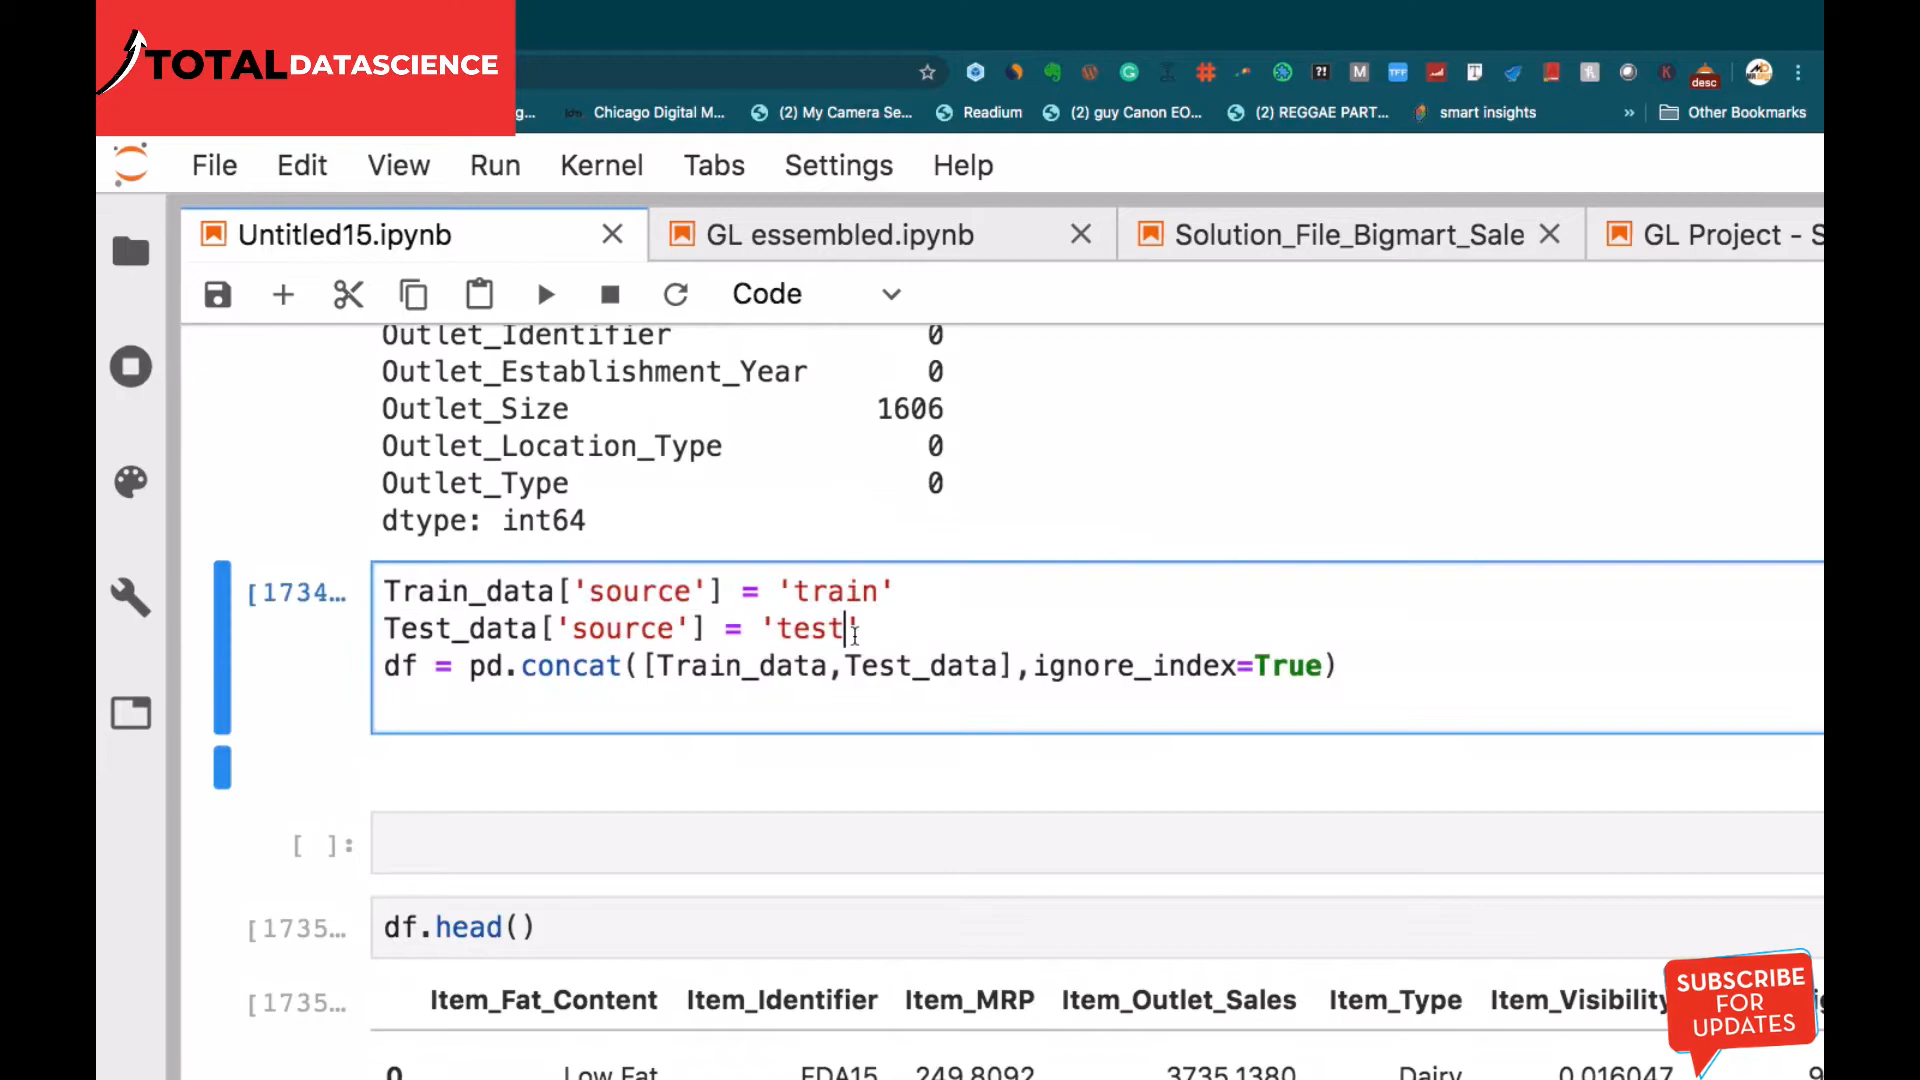 TOTAL DATASCIENCE
desc
g... Chicago Digital M... (2) My Camera Se... Readium (2) guy Canon EO... (2) REGGAE PART... smart insights » Other Bookmarks
File Edit View Run Kernel Tabs Settings Help
Untitled15.ipynb GL essembled.ipynb Solution_File_Bigmart_Sale GL Project - S
Code
Outlet_Identifier 0
Outlet_Establishment_Year 0
Outlet_Size 1606
Outlet_Location_Type 0
Outlet_Type 0
dtype: int64
[1734… Train_data['source'] = 'train'
Test_data['source'] = 'test'
df = pd.concat([Train_data,Test_data],ignore_index=True)
[ ]:
[1735… df.head()
[1735… Item_Fat_Content Item_Identifier Item_MRP Item_Outlet_Sales Item_Type Item_Visibility
0 Low Fat FDA15 249.8092 3735.1380 Dairy 0.016047 9
SUBSCRIBE
FOR
UPDATES